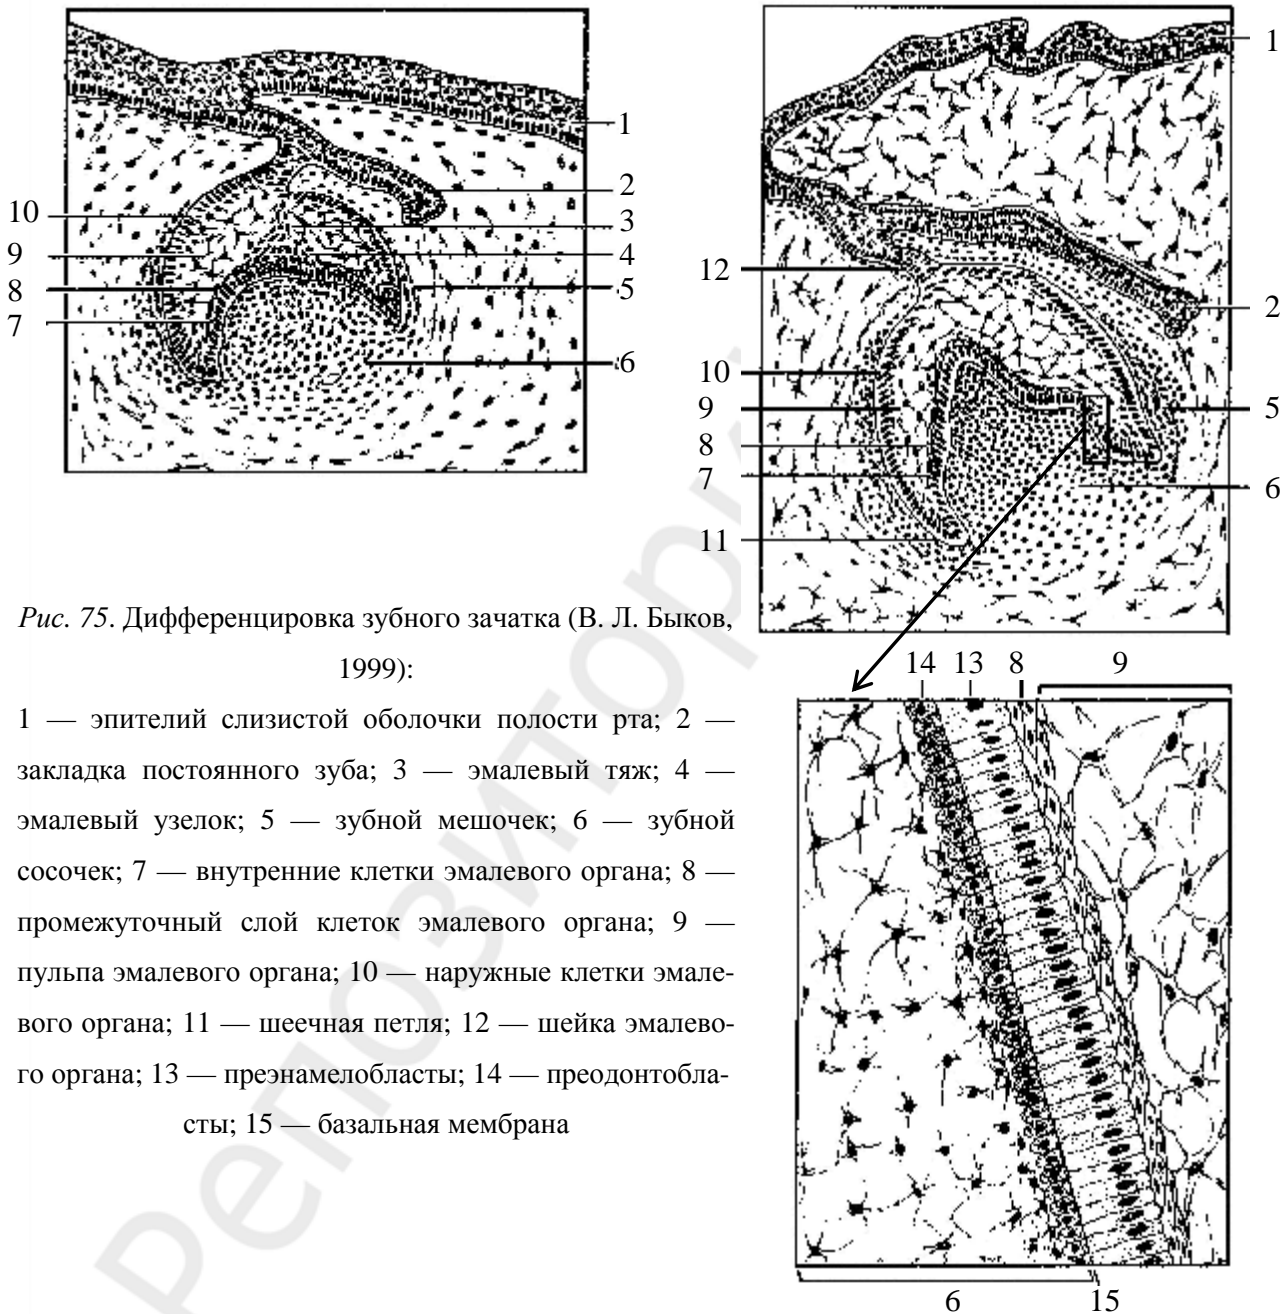 1
2
3
4
5
6
10
9
8
7
1
2
5
6
12
10
9
8
7
11
14 13 8 9
6 15
Рис. 75. Дифференцировка зубного зачатка (В. Л. Быков,
1999):
1 — эпителий слизистой оболочки полости рта; 2 —
закладка постоянного зуба; 3 — эмалевый тяж; 4 —
эмалевый узелок; 5 — зубной мешочек; 6 — зубной
сосочек; 7 — внутренние клетки эмалевого органа; 8 —
промежуточный слой клеток эмалевого органа; 9 —
пульпа эмалевого органа; 10 — наружные клетки эмале-
вого органа; 11 — шеечная петля; 12 — шейка эмалево-
го органа; 13 — преэнамелобласты; 14 — преодонтобла-
сты; 15 — базальная мембрана
Репозитори